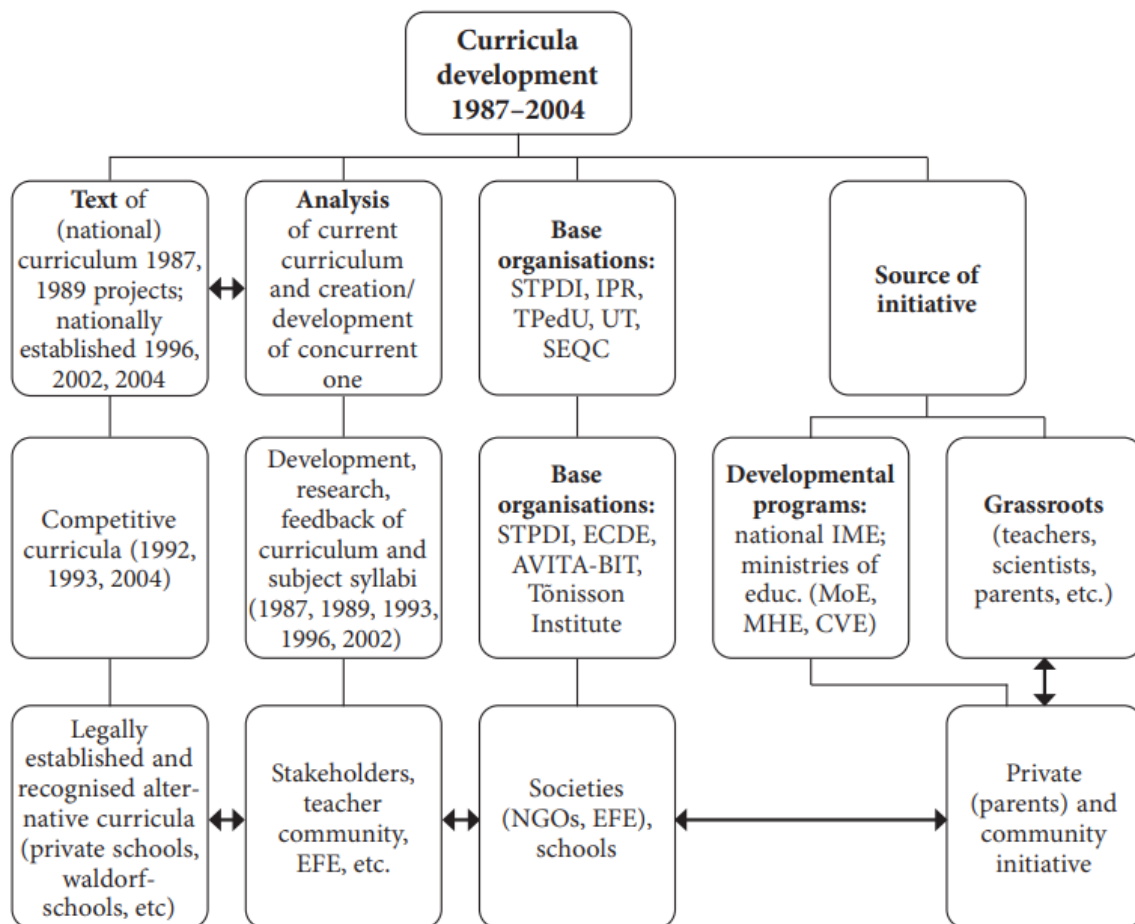 Curricula
development
1987–2004
Text of
(national)
curriculum 1987,
1989 projects;
nationally
established 1996,
2002, 2004
Analysis
of current
curriculum
and creation/
development
of concurrent
one
Base
organisations:
STPDI, IPR,
TPedU, UT,
SEQC
Source of
initiative
Competitive
curricula (1992,
1993, 2004)
Development,
research,
feedback of
curriculum and
subject syllabi
(1987, 1989, 1993,
1996, 2002)
Base
organisations:
STPDI, ECDE,
AVITA-BIT,
Tõnisson
Institute
Developmental
programs:
national IME;
ministries of
educ. (MoE,
MHE, CVE)
Grassroots
(teachers,
scientists,
parents, etc.)
Legally
established and
recognised alter-
native curricula
(private schools,
waldorf-
schools, etc)
Stakeholders,
teacher
community,
EFE, etc.
Societies
(NGOs, EFE),
schools
Private
(parents) and
community
initiative